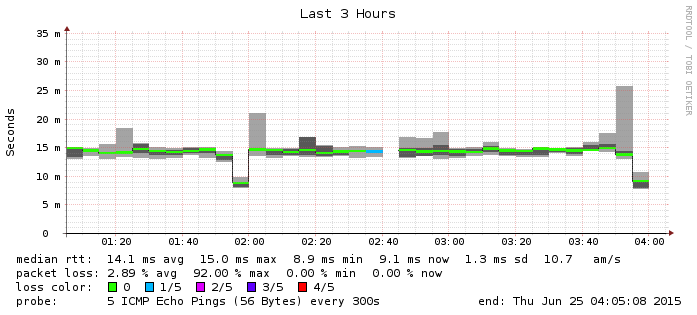 Last 3 Hours
RRDTOOL / TOBI OETIKER
Seconds
35 m
30 m
25 m
20 m
15 m
10 m
5 m
0
01:20 01:40 02:00 02:20 02:40 03:00 03:20 03:40 04:00
median rtt: 14.1 ms avg 15.0 ms max 8.9 ms min 9.1 ms now 1.3 ms sd 10.7 am/s
packet loss: 2.89 % avg 92.00 % max 0.00 % min 0.00 % now
loss color: 0 1/5 2/5 3/5 4/5
probe: 5 ICMP Echo Pings (56 Bytes) every 300s end: Thu Jun 25 04:05:08 2015